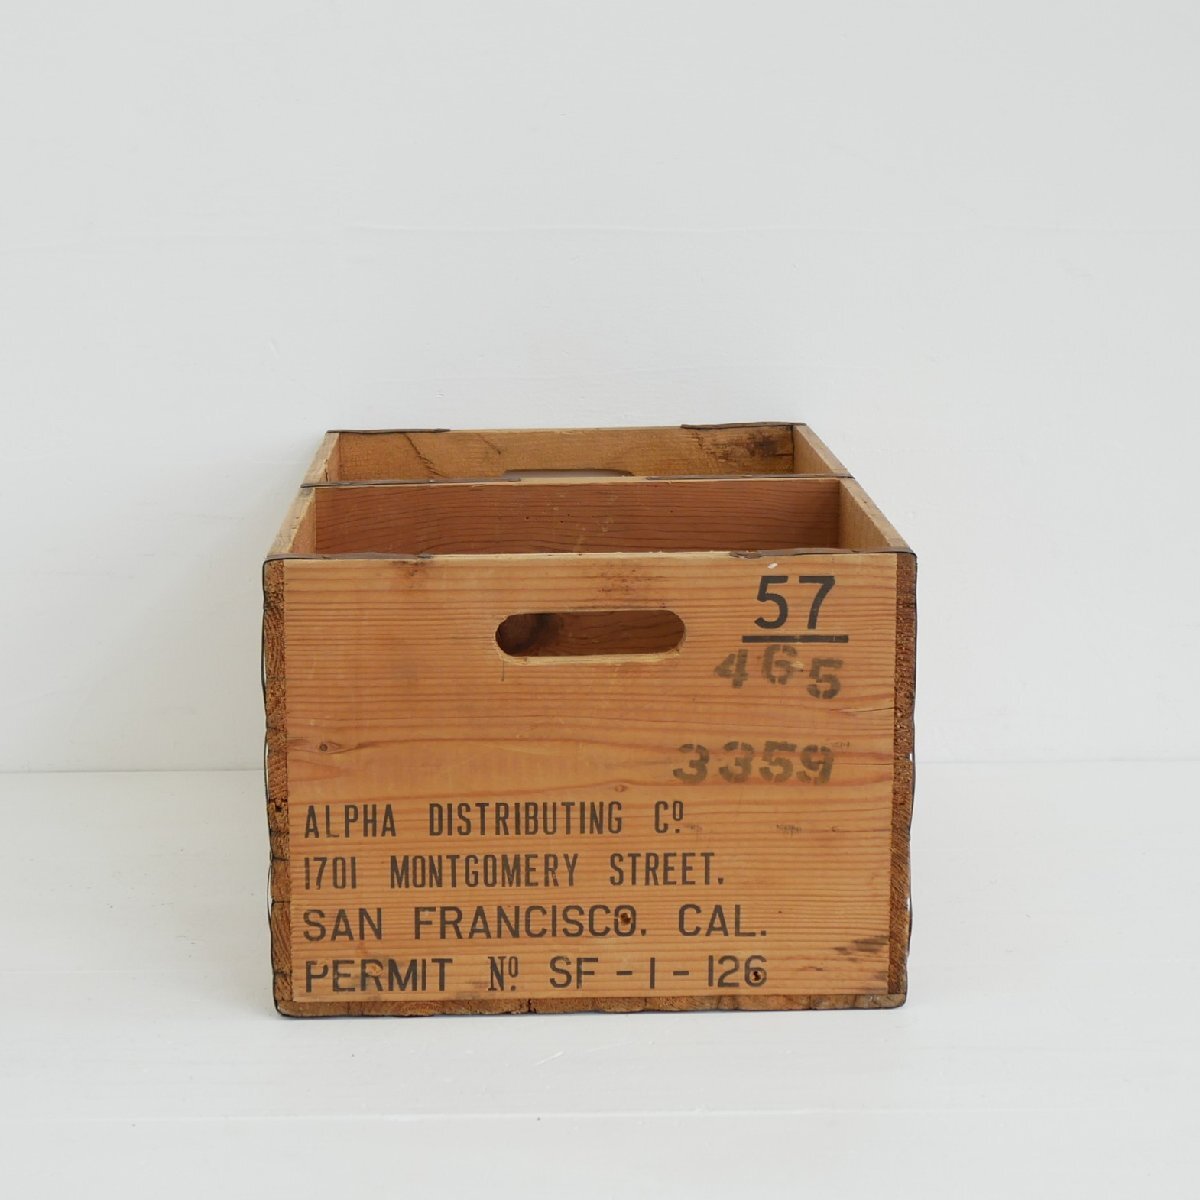 57
465
3359
ALPHA DISTRIBUTING Cº.
1701 MONTGOMERY STREET.
SAN FRANCISCO. CAL.
PERMIT Nº. SF-1-126